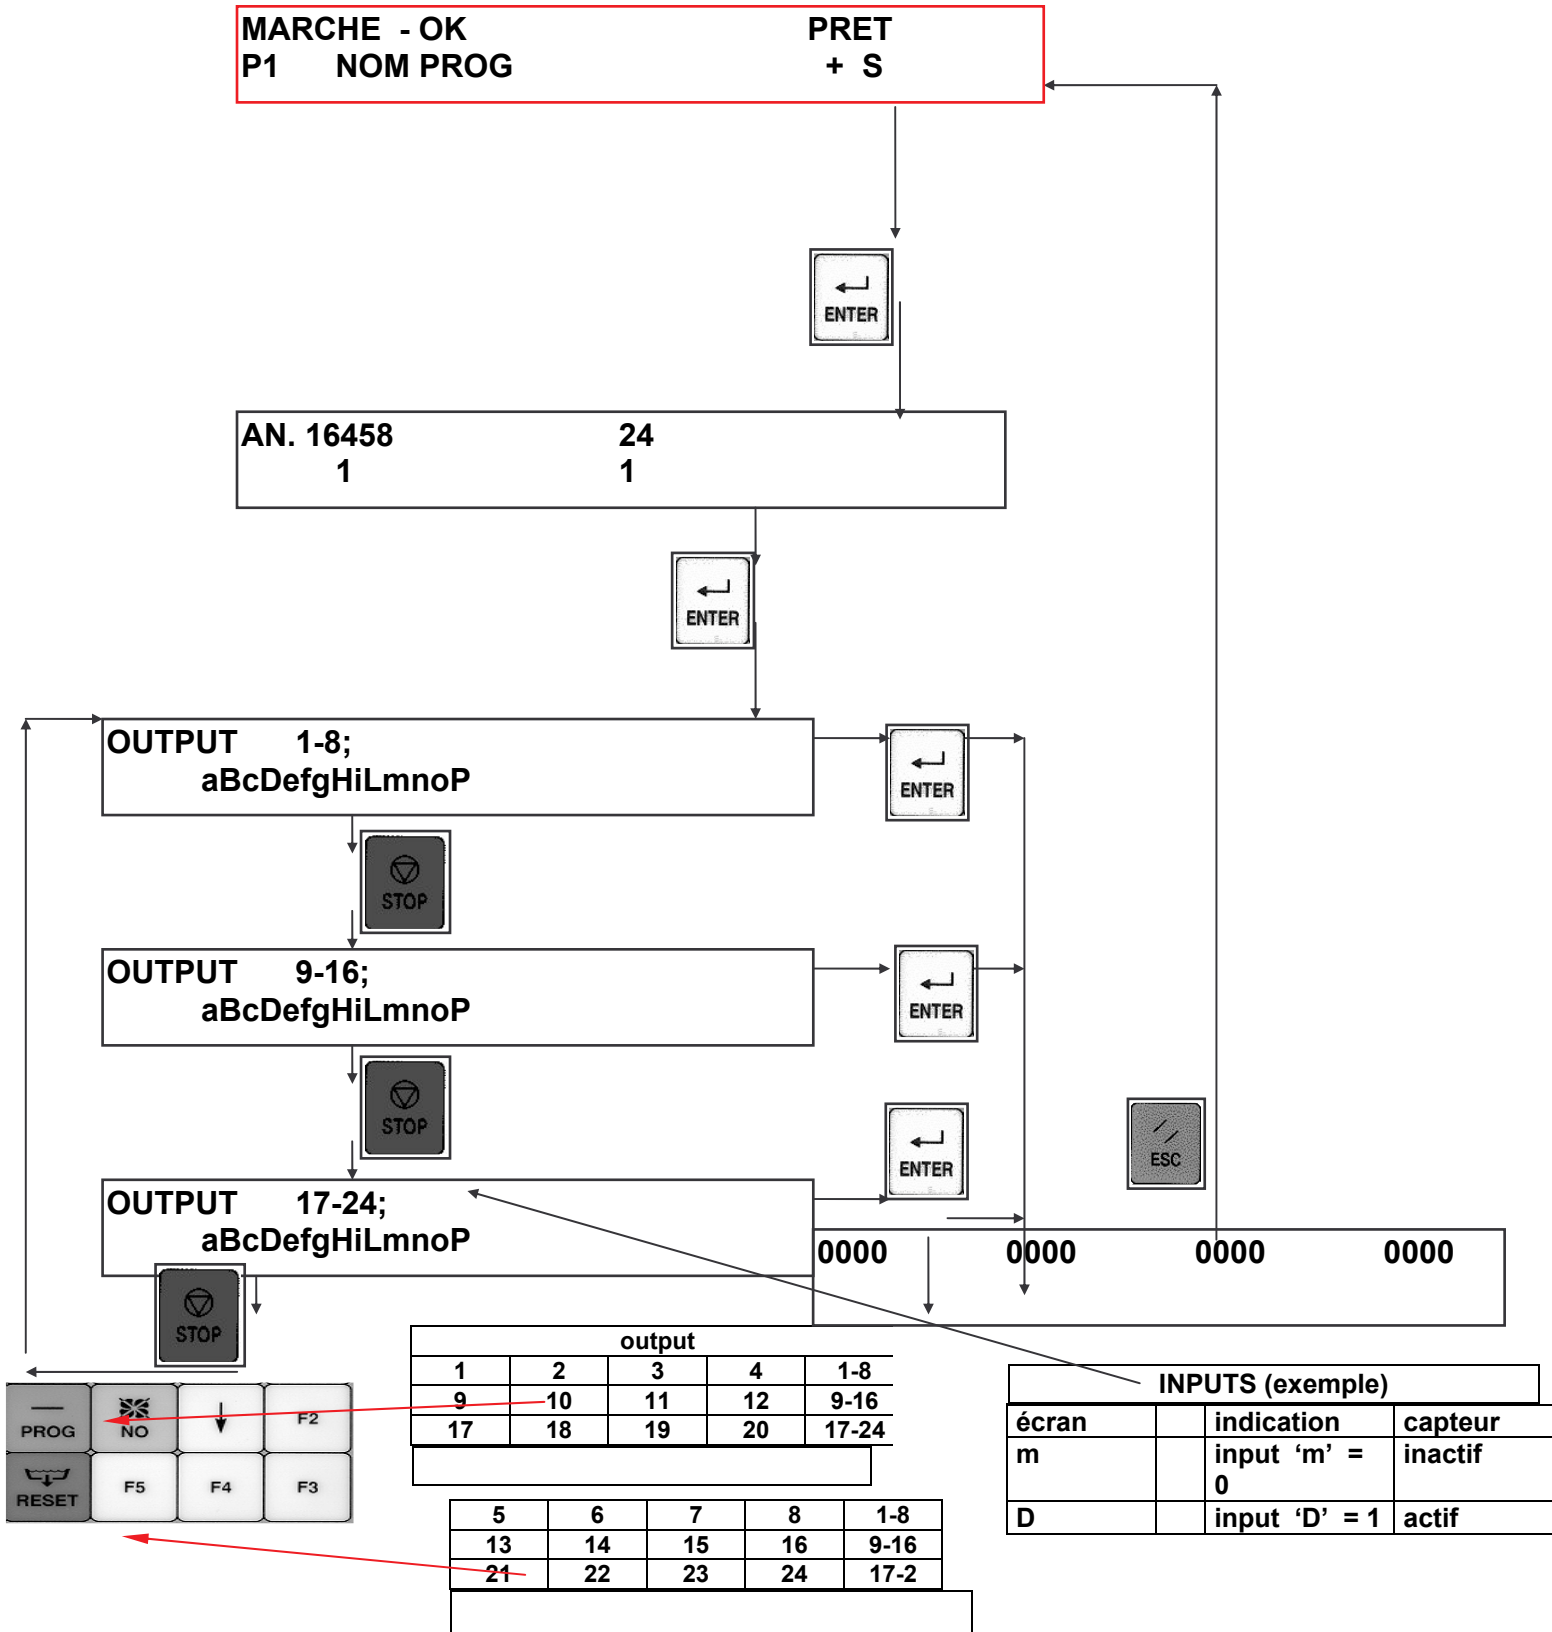 MARCHE - OK PRET
P1 NOM PROG + S
ENTER
AN. 16458 24
1 1
ENTER
OUTPUT 1-8;
aBcDefgHiLmnoP
ENTER
STOP
OUTPUT 9-16;
aBcDefgHiLmnoP
ENTER
STOP
ENTER
ESC
OUTPUT 17-24;
aBcDefgHiLmnoP
0000 0000 0000 0000
STOP
output
1 2 3 4 1-8
9 10 11 12 9-16
17 18 19 20 17-24
PROG NO F2
RESET F5 F4 F3
5 6 7 8 1-8
13 14 15 16 9-16
21 22 23 24 17-2
INPUTS (exemple)
écran indication capteur
m input ‘m’ = inactif
0
D input ‘D’ = 1 actif